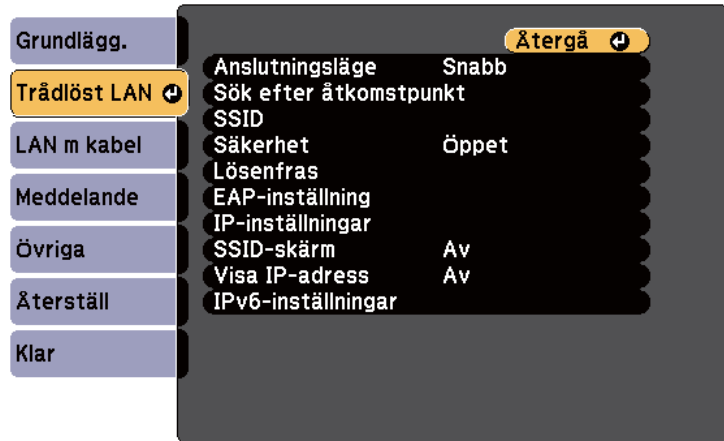 Grundlägg.
Trådlöst LAN
LAN m kabel
Meddelande
Övriga
Återställ
Klar
Återgå
Anslutningsläge Snabb
Sök efter åtkomstpunkt
SSID
Säkerhet Öppet
Lösenfras
EAP-inställning
IP-inställningar
SSID-skärm Av
Visa IP-adress Av
IPv6-inställningar